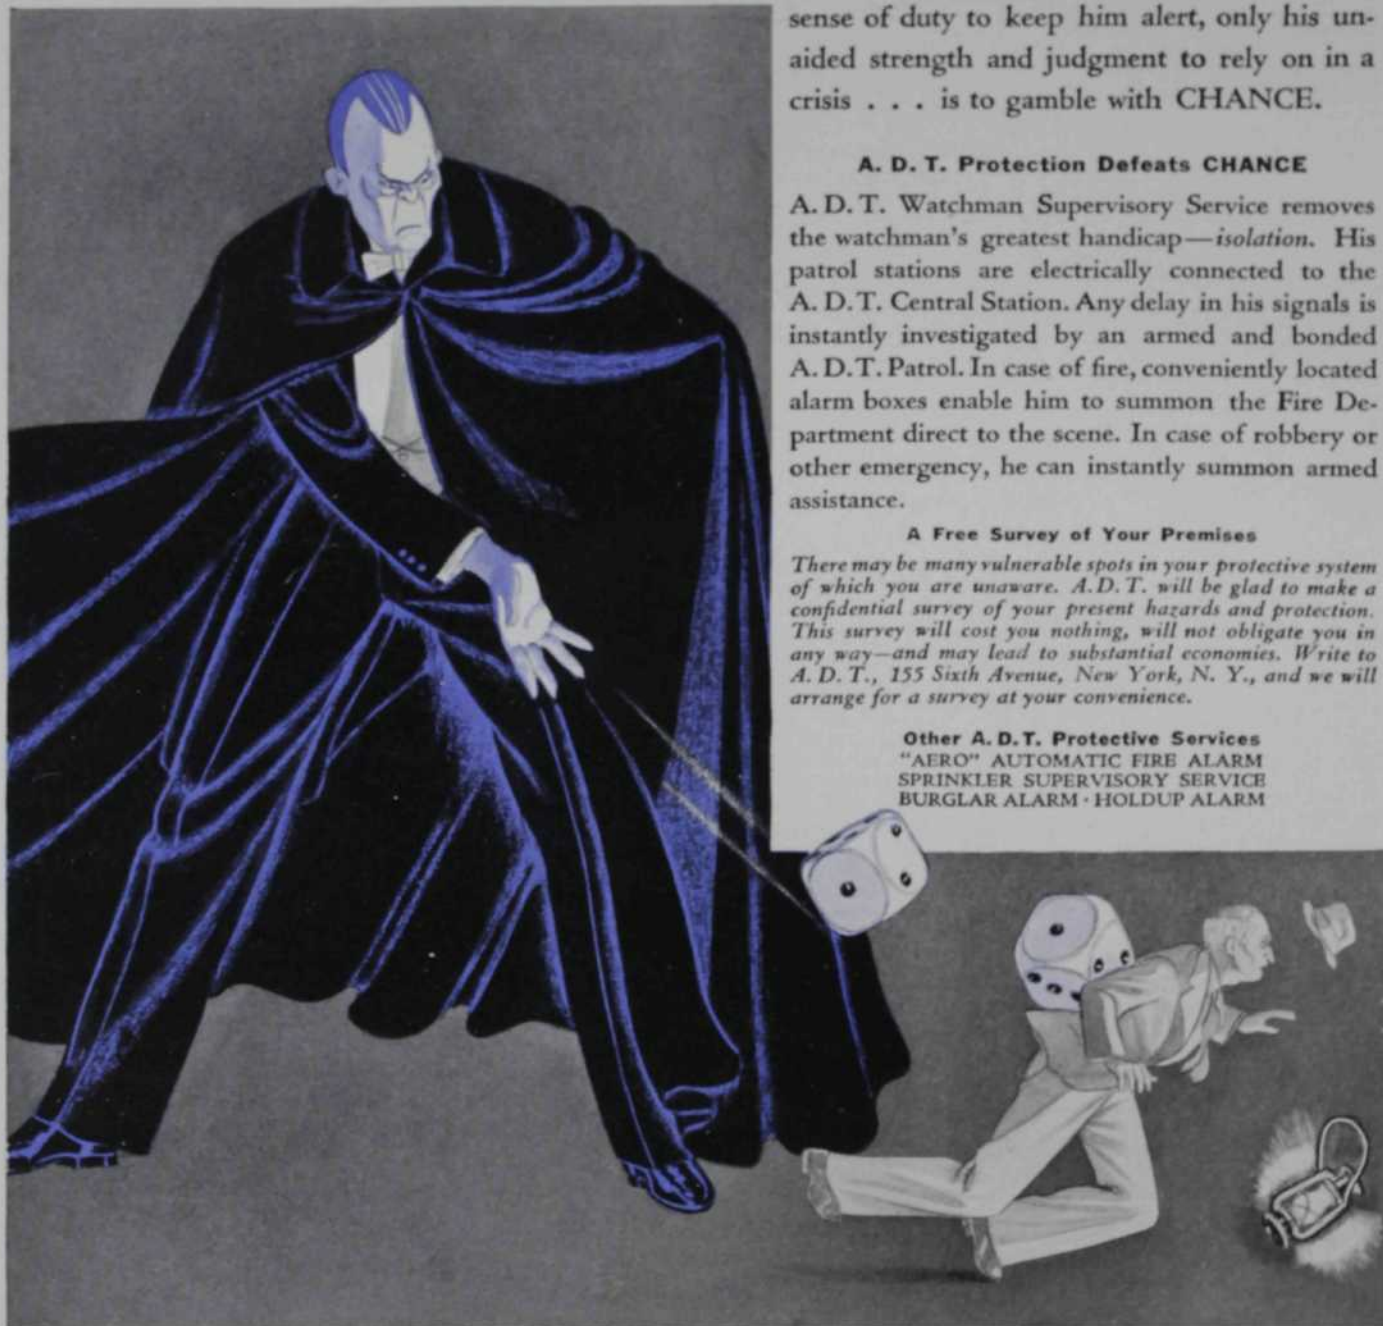 sense of duty to keep him alert, only his un-
aided strength and judgment to rely on in a
crisis . . . is to gamble with CHANCE.
A. D. T. Protection Defeats CHANCE
A. D. T. Watchman Supervisory Service removes
the watchman's greatest handicap—isolation. His
patrol stations are electrically connected to the
A. D. T. Central Station. Any delay in his signals is
instantly investigated by an armed and bonded
A. D. T. Patrol. In case of fire, conveniently located
alarm boxes enable him to summon the Fire De-
partment direct to the scene. In case of robbery or
other emergency, he can instantly summon armed
assistance.
A Free Survey of Your Premises
There may be many vulnerable spots in your protective system
of which you are unaware. A. D. T. will be glad to make a
confidential survey of your present hazards and protection.
This survey will cost you nothing, will not obligate you in
any way—and may lead to substantial economies. Write to
A. D. T., 155 Sixth Avenue, New York, N. Y., and we will
arrange for a survey at your convenience.
Other A. D. T. Protective Services
"AERO" AUTOMATIC FIRE ALARM
SPRINKLER SUPERVISORY SERVICE
BURGLAR ALARM · HOLDUP ALARM